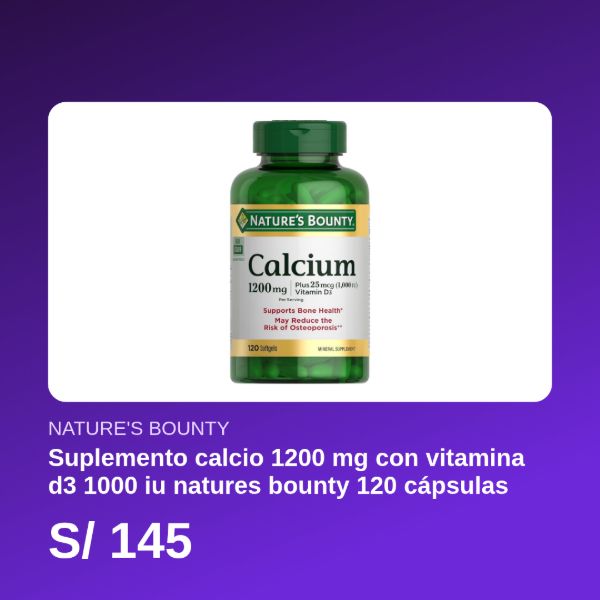 NATURE'S BOUNTY
Calcium
1200 mg Plus 25 mcg (1,000 IU)
Vitamin D3
Per Serving
Supports Bone Health*
May Reduce the
Risk of Osteoporosis**
120 Softgels MINERAL SUPPLEMENT
NATURE'S BOUNTY
Suplemento calcio 1200 mg con vitamina
d3 1000 iu natures bounty 120 cápsulas
S/ 145